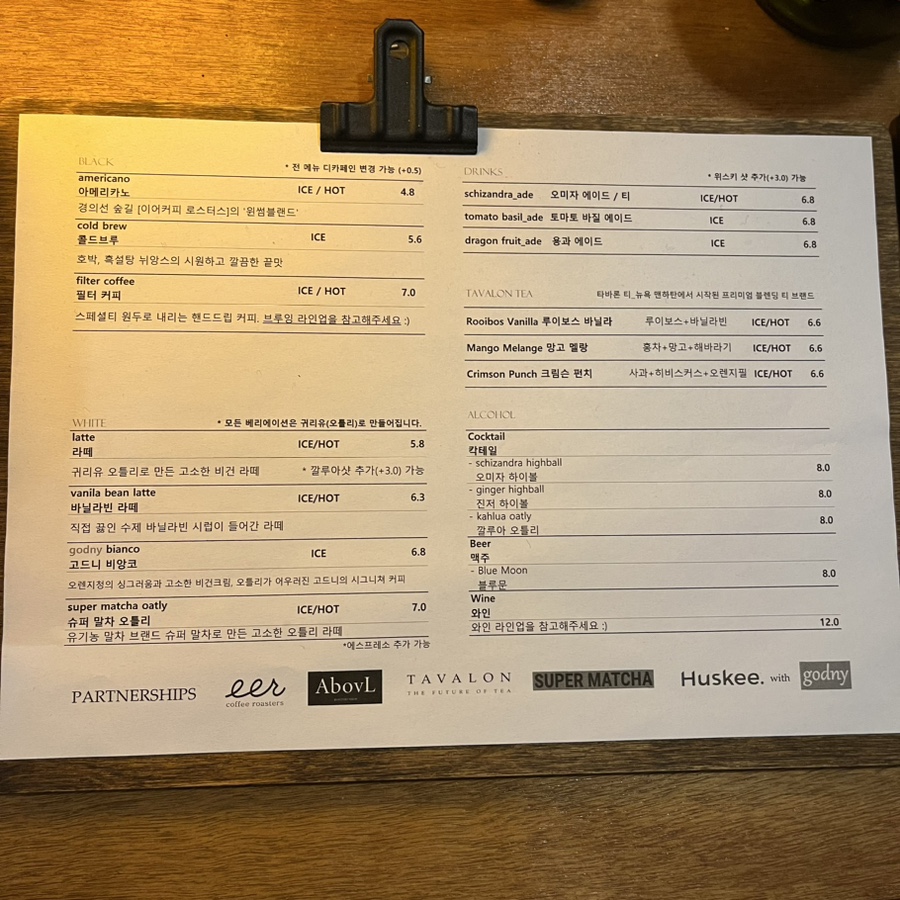 BLACK
* 전 메뉴 디카페인 변경 가능 (+0.5)
americano
아메리카노 ICE / HOT 4.8
경의선 숲길 [이어커피 로스터스]의 '윈썸블랜드'
cold brew
콜드브루 ICE 5.6
호박, 흑설탕 뉘앙스의 시원하고 깔끔한 끝맛
filter coffee
필터 커피 ICE / HOT 7.0
스페셜티 원두로 내리는 핸드드립 커피. 브루잉 라인업을 참고해주세요 :)
WHITE
* 모든 베리에이션은 귀리유(오틀리)로 만들어집니다.
latte
라떼 ICE/HOT 5.8
귀리유 오틀리로 만든 고소한 비건 라떼 * 깔루아샷 추가(+3.0) 가능
vanila bean latte
바닐라빈 라떼 ICE/HOT 6.3
직접 끓인 수제 바닐라빈 시럽이 들어간 라떼
godny bianco
고드니 비앙코 ICE 6.8
오렌지청의 싱그러움과 고소한 비건크림, 오틀리가 어우러진 고드니의 시그니쳐 커피
super matcha oatly
슈퍼 말차 오틀리 ICE/HOT 7.0
유기농 말차 브랜드 슈퍼 말차로 만든 고소한 오틀리 라떼
*에스프레소 추가 가능
DRINKS
* 위스키 샷 추가(+3.0) 가능
schizandra_ade 오미자 에이드 / 티 ICE/HOT 6.8
tomato basil_ade 토마토 바질 에이드 ICE 6.8
dragon fruit_ade 용과 에이드 ICE 6.8
TAVALON TEA 타바론 티_뉴욕 맨하탄에서 시작된 프리미엄 블렌딩 티 브랜드
Rooibos Vanilla 루이보스 바닐라 루이보스+바닐라빈 ICE/HOT 6.6
Mango Melange 망고 멜랑 홍차+망고+해바라기 ICE/HOT 6.6
Crimson Punch 크림슨 펀치 사과+히비스커스+오렌지필 ICE/HOT 6.6
ALCOHOL
Cocktail
칵테일
- schizandra highball
오미자 하이볼 8.0
- ginger highball
진저 하이볼 8.0
- kahlua oatly
깔루아 오틀리 8.0
Beer
맥주
- Blue Moon
블루문 8.0
Wine
와인
와인 라인업을 참고해주세요 :) 12.0
PARTNERSHIPS
eer
coffee roasters
AbovL
TAVALON
THE FUTURE OF TEA
SUPER MATCHA
Huskee. with godny